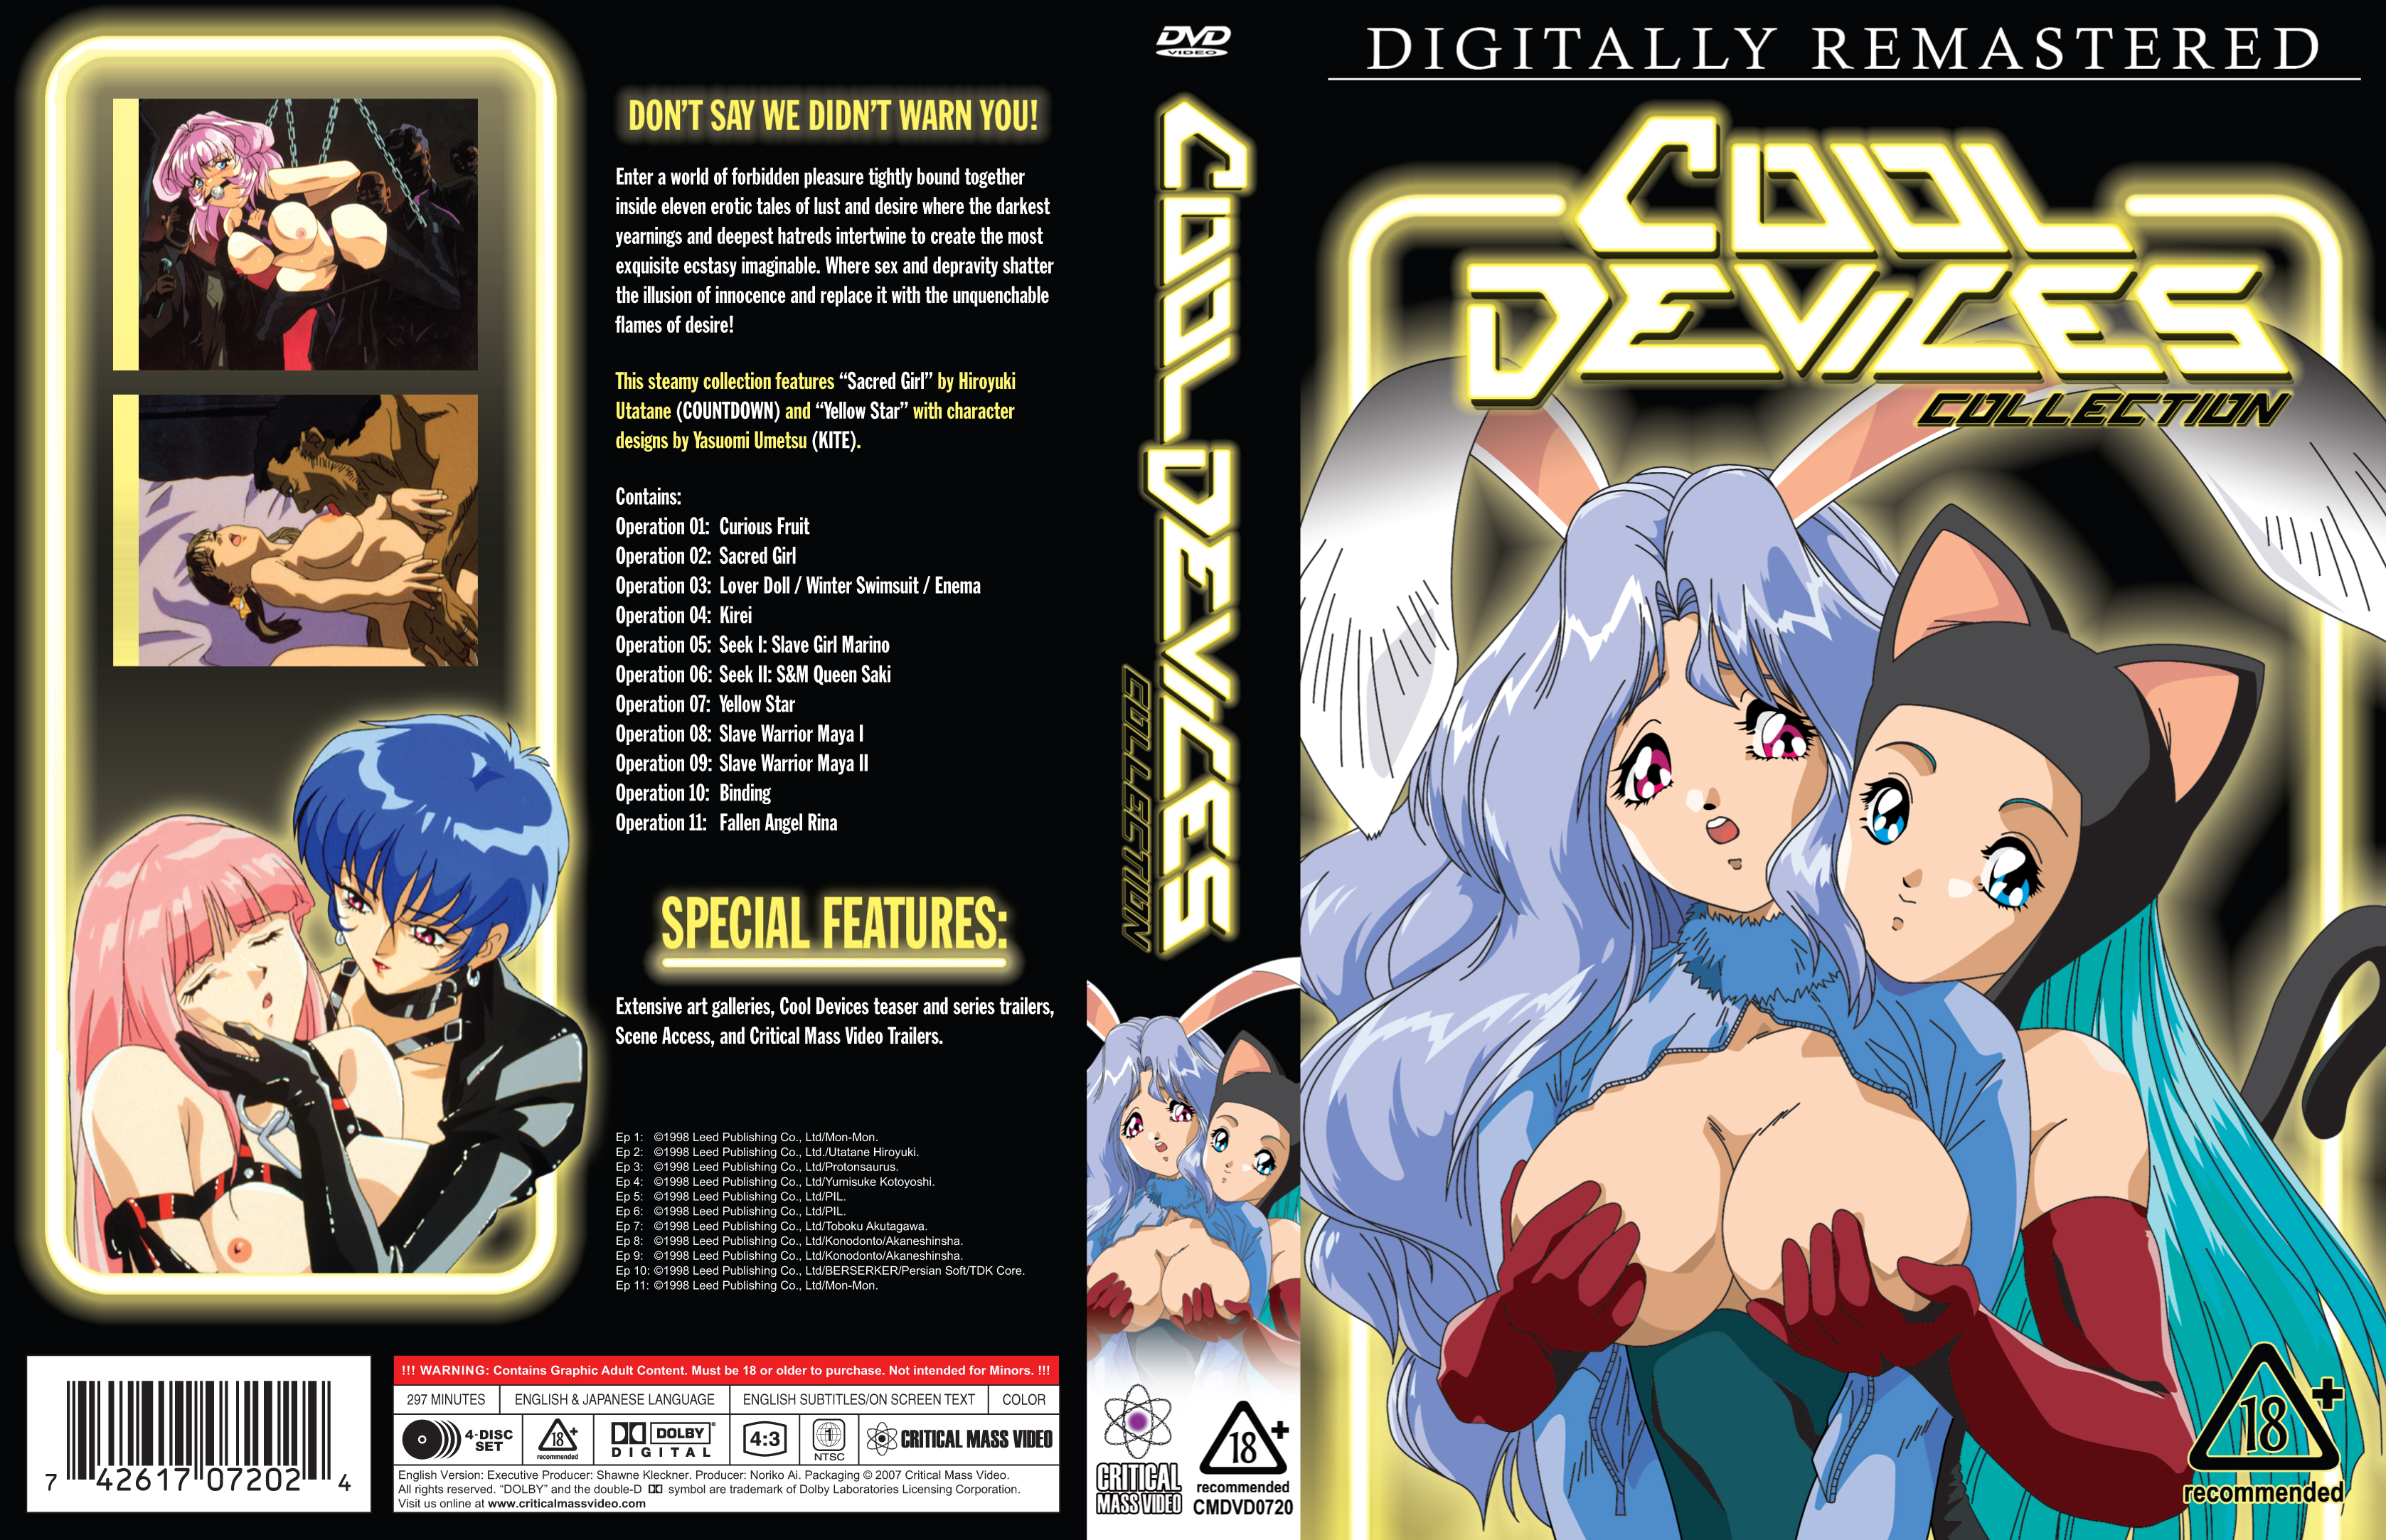 DON'T SAY WE DIDN'T WARN YOU!
Enter a world of forbidden pleasure tightly bound together
inside eleven erotic tales of lust and desire where the darkest
yearnings and deepest hatreds intertwine to create the most
exquisite ecstasy imaginable. Where sex and depravity shatter
the illusion of innocence and replace it with the unquenchable
flames of desire!
This steamy collection features “Sacred Girl” by Hiroyuki
Utatane (COUNTDOWN) and “Yellow Star” with character
designs by Yasuomi Umetsu (KITE).
Contains:
Operation 01: Curious Fruit
Operation 02: Sacred Girl
Operation 03: Lover Doll / Winter Swimsuit / Enema
Operation 04: Kirei
Operation 05: Seek I: Slave Girl Marino
Operation 06: Seek II: S&M Queen Saki
Operation 07: Yellow Star
Operation 08: Slave Warrior Maya I
Operation 09: Slave Warrior Maya II
Operation 10: Binding
Operation 11: Fallen Angel Rina
SPECIAL FEATURES:
Extensive art galleries, Cool Devices teaser and series trailers,
Scene Access, and Critical Mass Video Trailers.
Ep 1: ©1998 Leed Publishing Co., Ltd/Mon-Mon.
Ep 2: ©1998 Leed Publishing Co., Ltd./Utatane Hiroyuki.
Ep 3: ©1998 Leed Publishing Co., Ltd/Protonsaurus.
Ep 4: ©1998 Leed Publishing Co., Ltd/Yumisuke Kotoyoshi.
Ep 5: ©1998 Leed Publishing Co., Ltd/PIL.
Ep 6: ©1998 Leed Publishing Co., Ltd/PIL.
Ep 7: ©1998 Leed Publishing Co., Ltd/Toboku Akutagawa.
Ep 8: ©1998 Leed Publishing Co., Ltd/Konodonto/Akaneshinsha.
Ep 9: ©1998 Leed Publishing Co., Ltd/Konodonto/Akaneshinsha.
Ep 10: ©1998 Leed Publishing Co., Ltd/BERSERKER/Persian Soft/TDK Core.
Ep 11: ©1998 Leed Publishing Co., Ltd/Mon-Mon.
7 42617 07202 4
!!! WARNING: Contains Graphic Adult Content. Must be 18 or older to purchase. Not intended for Minors. !!!
297 MINUTES ENGLISH & JAPANESE LANGUAGE ENGLISH SUBTITLES/ON SCREEN TEXT COLOR
4-DISC
SET
18+
recommended
DOLBY
DIGITAL
4:3
1
NTSC
CRITICAL MASS VIDEO
English Version: Executive Producer: Shawne Kleckner. Producer: Noriko Ai. Packaging © 2007 Critical Mass Video.
All rights reserved. “DOLBY” and the double-D symbol are trademark of Dolby Laboratories Licensing Corporation.
Visit us online at www.criticalmassvideo.com
DVD
VIDEO
COOL DEVICES
COLLECTION
CRITICAL
MASS VIDEO
18+
recommended
CMDVD0720
DIGITALLY REMASTERED
COOL
DEVICES
COLLECTION
18+
recommended